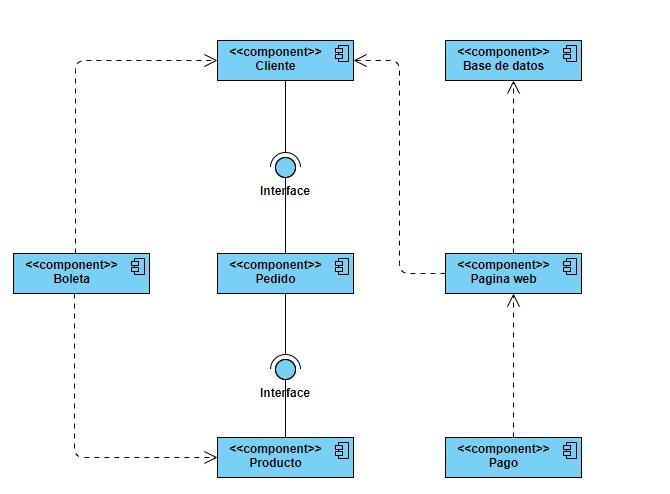 <<component>>
Cliente
<<component>>
Base de datos
Interface
<<component>>
Boleta
<<component>>
Pedido
<<component>>
Pagina web
Interface
<<component>>
Producto
<<component>>
Pago